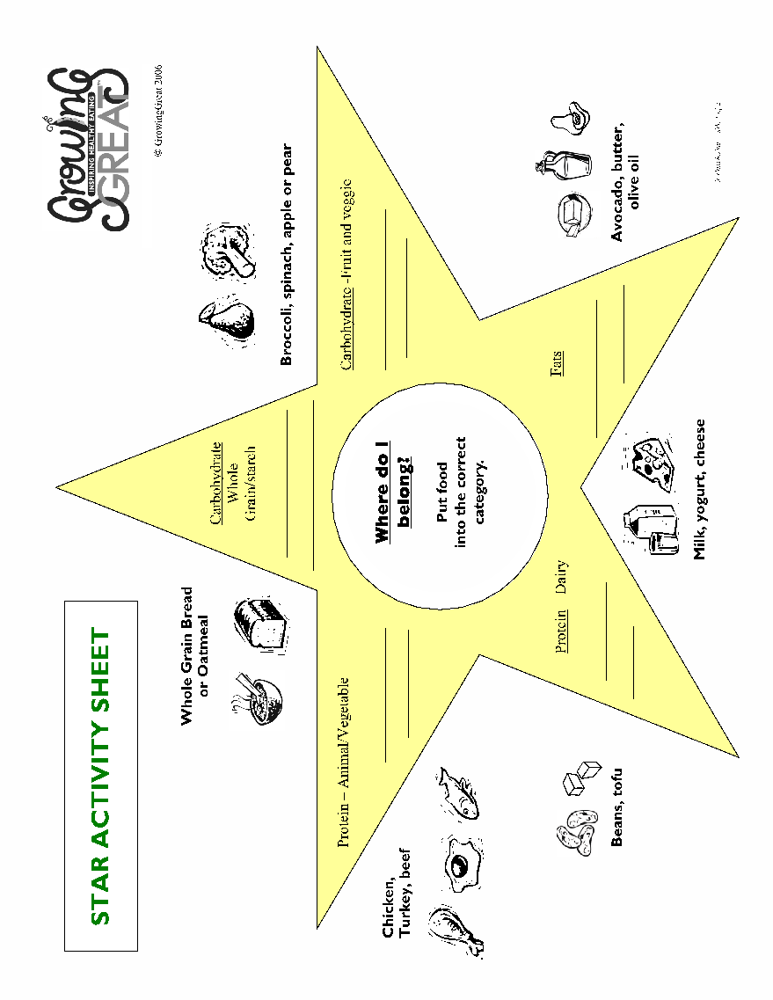 STAR ACTIVITY SHEET
Growing
INSPIRING HEALTHY EATING
GREAT
© GrowingGreat 2006
Whole Grain Bread
or Oatmeal
Carbohydrate
Whole
Grain/starch
Broccoli, spinach, apple or pear
Protein – Animal/Vegetable
Carbohydrate -Fruit and veggie
Chicken,
Turkey, beef
Where do I
belong?
Put food
into the correct
category.
Protein Dairy
Fats
Beans, tofu
Milk, yogurt, cheese
Avocado, butter,
olive oil